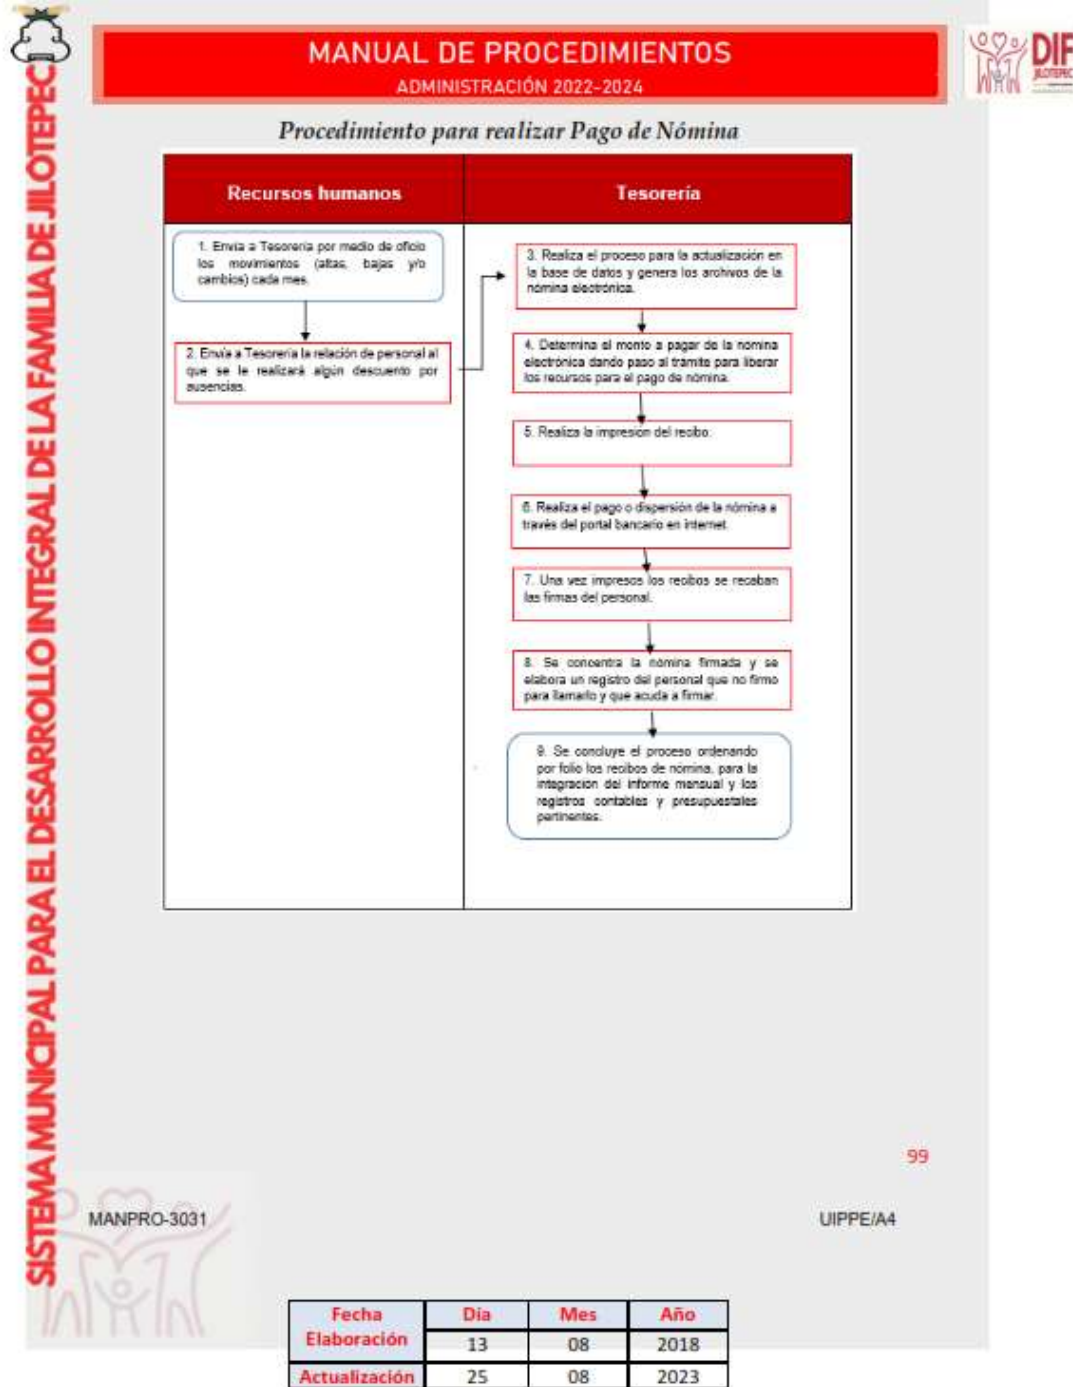 MANUAL DE PROCEDIMIENTOS
ADMINISTRACIÓN 2022-2024
DIF
JILOTEPEC
SISTEMA MUNICIPAL PARA EL DESARROLLO INTEGRAL DE LA FAMILIA DE JILOTEPEC
Procedimiento para realizar Pago de Nómina
Recursos humanos
Tesorería
1. Envía a Tesorería por medio de oficio
los movimientos (altas, bajas y/o
cambios) cada mes.
2. Envía a Tesorería la relación de personal al
que se le realizará algún descuento por
ausencias.
3. Realiza el proceso para la actualización en
la base de datos y genera los archivos de la
nómina electrónica.
4. Determina el monto a pagar de la nomina
electrónica dando paso al trámite para liberar
los recursos para el pago de nómina.
5. Realiza la impresión del recibo.
6. Realiza el pago o dispersión de la nómina a
través del portal bancario en internet.
7. Una vez impresos los recibos se recaban
las firmas del personal.
8. Se concentra la nómina firmada y se
elabora un registro del personal que no firmo
para llamarlo y que acuda a firmar.
9. Se concluye el proceso ordenando
por folio los recibos de nómina, para la
integración del informe mensual y los
registros contables y presupuestales
pertinentes.
99
MANPRO-3031
UIPPE/A4
Fecha Día Mes Año
Elaboración 13 08 2018
Actualización 25 08 2023